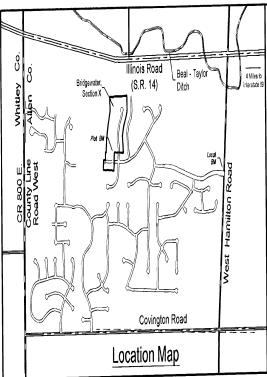 Illinois Road
(S.R. 14)
Beal - Taylor
Ditch
4 Miles to
Interstate 69
Bridgewater,
Section X
Plat BM
Local
BM
Whitley Co.
Allen Co.
CR 800 E.
County Line
Road West
West Hamilton Road
Covington Road
Location Map